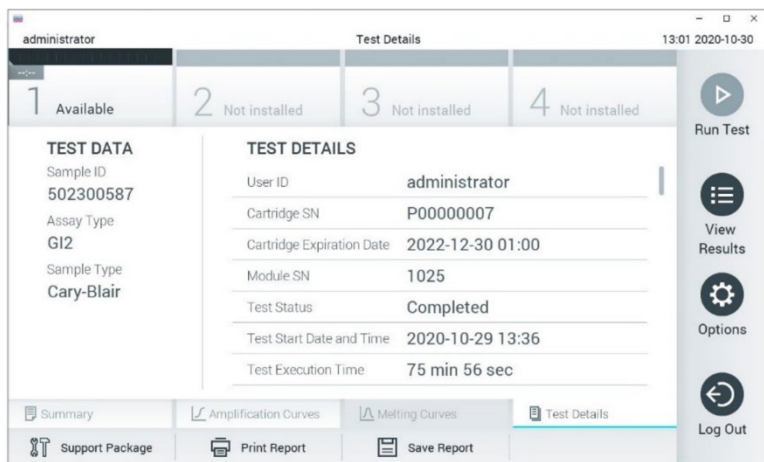 administrator Test Details 13:01 2020-10-30
--:--
1 Available 2 Not installed 3 Not installed 4 Not installed
Run Test
View Results
Options
Log Out
TEST DATA
Sample ID
502300587
Assay Type
GI2
Sample Type
Cary-Blair
TEST DETAILS
User ID administrator
Cartridge SN P00000007
Cartridge Expiration Date 2022-12-30 01:00
Module SN 1025
Test Status Completed
Test Start Date and Time 2020-10-29 13:36
Test Execution Time 75 min 56 sec
Summary Amplification Curves Melting Curves Test Details
Support Package Print Report Save Report